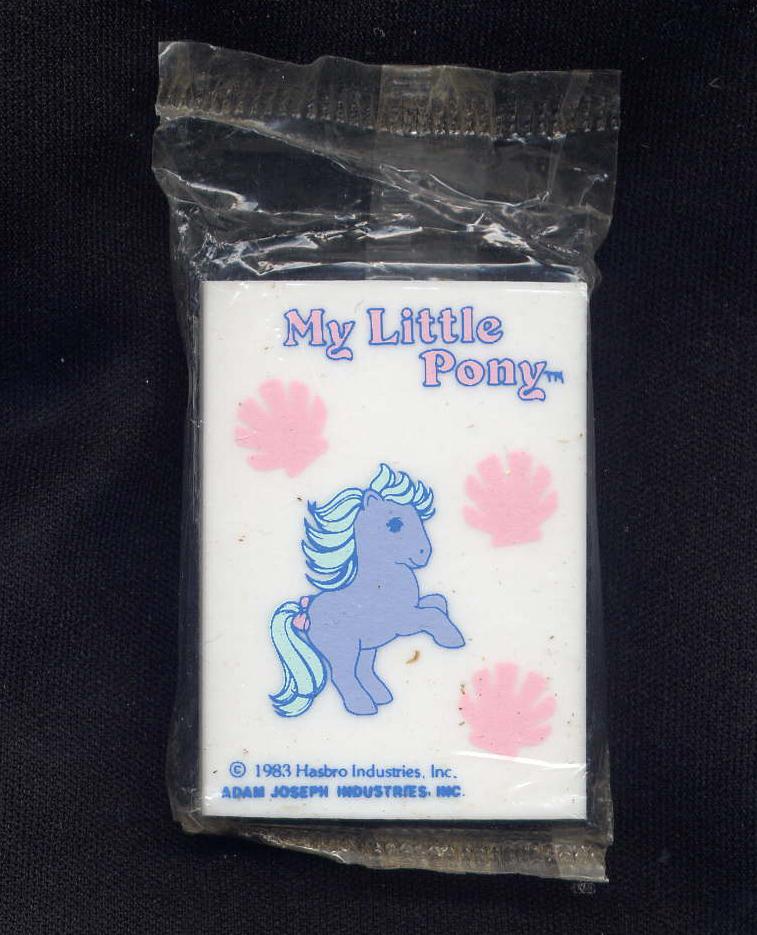 My Little
Pony™
© 1983 Hasbro Industries, Inc.
ADAM JOSEPH INDUSTRIES, INC.